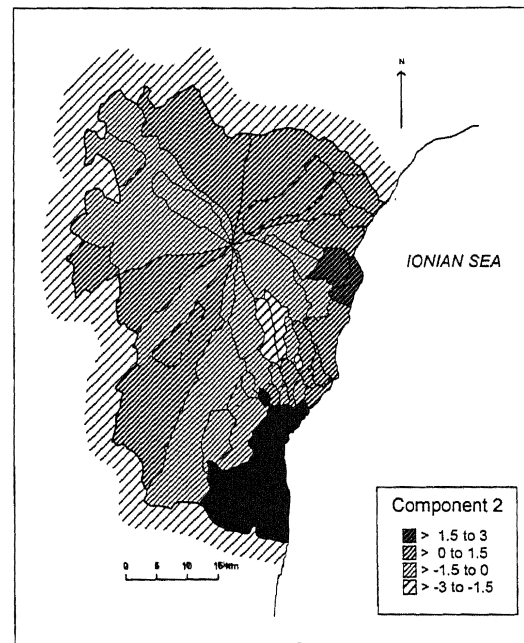 N
IONIAN SEA
Component 2
> 1.5 to 3
> 0 to 1.5
> -1.5 to 0
> -3 to -1.5
0 5 10 15 km